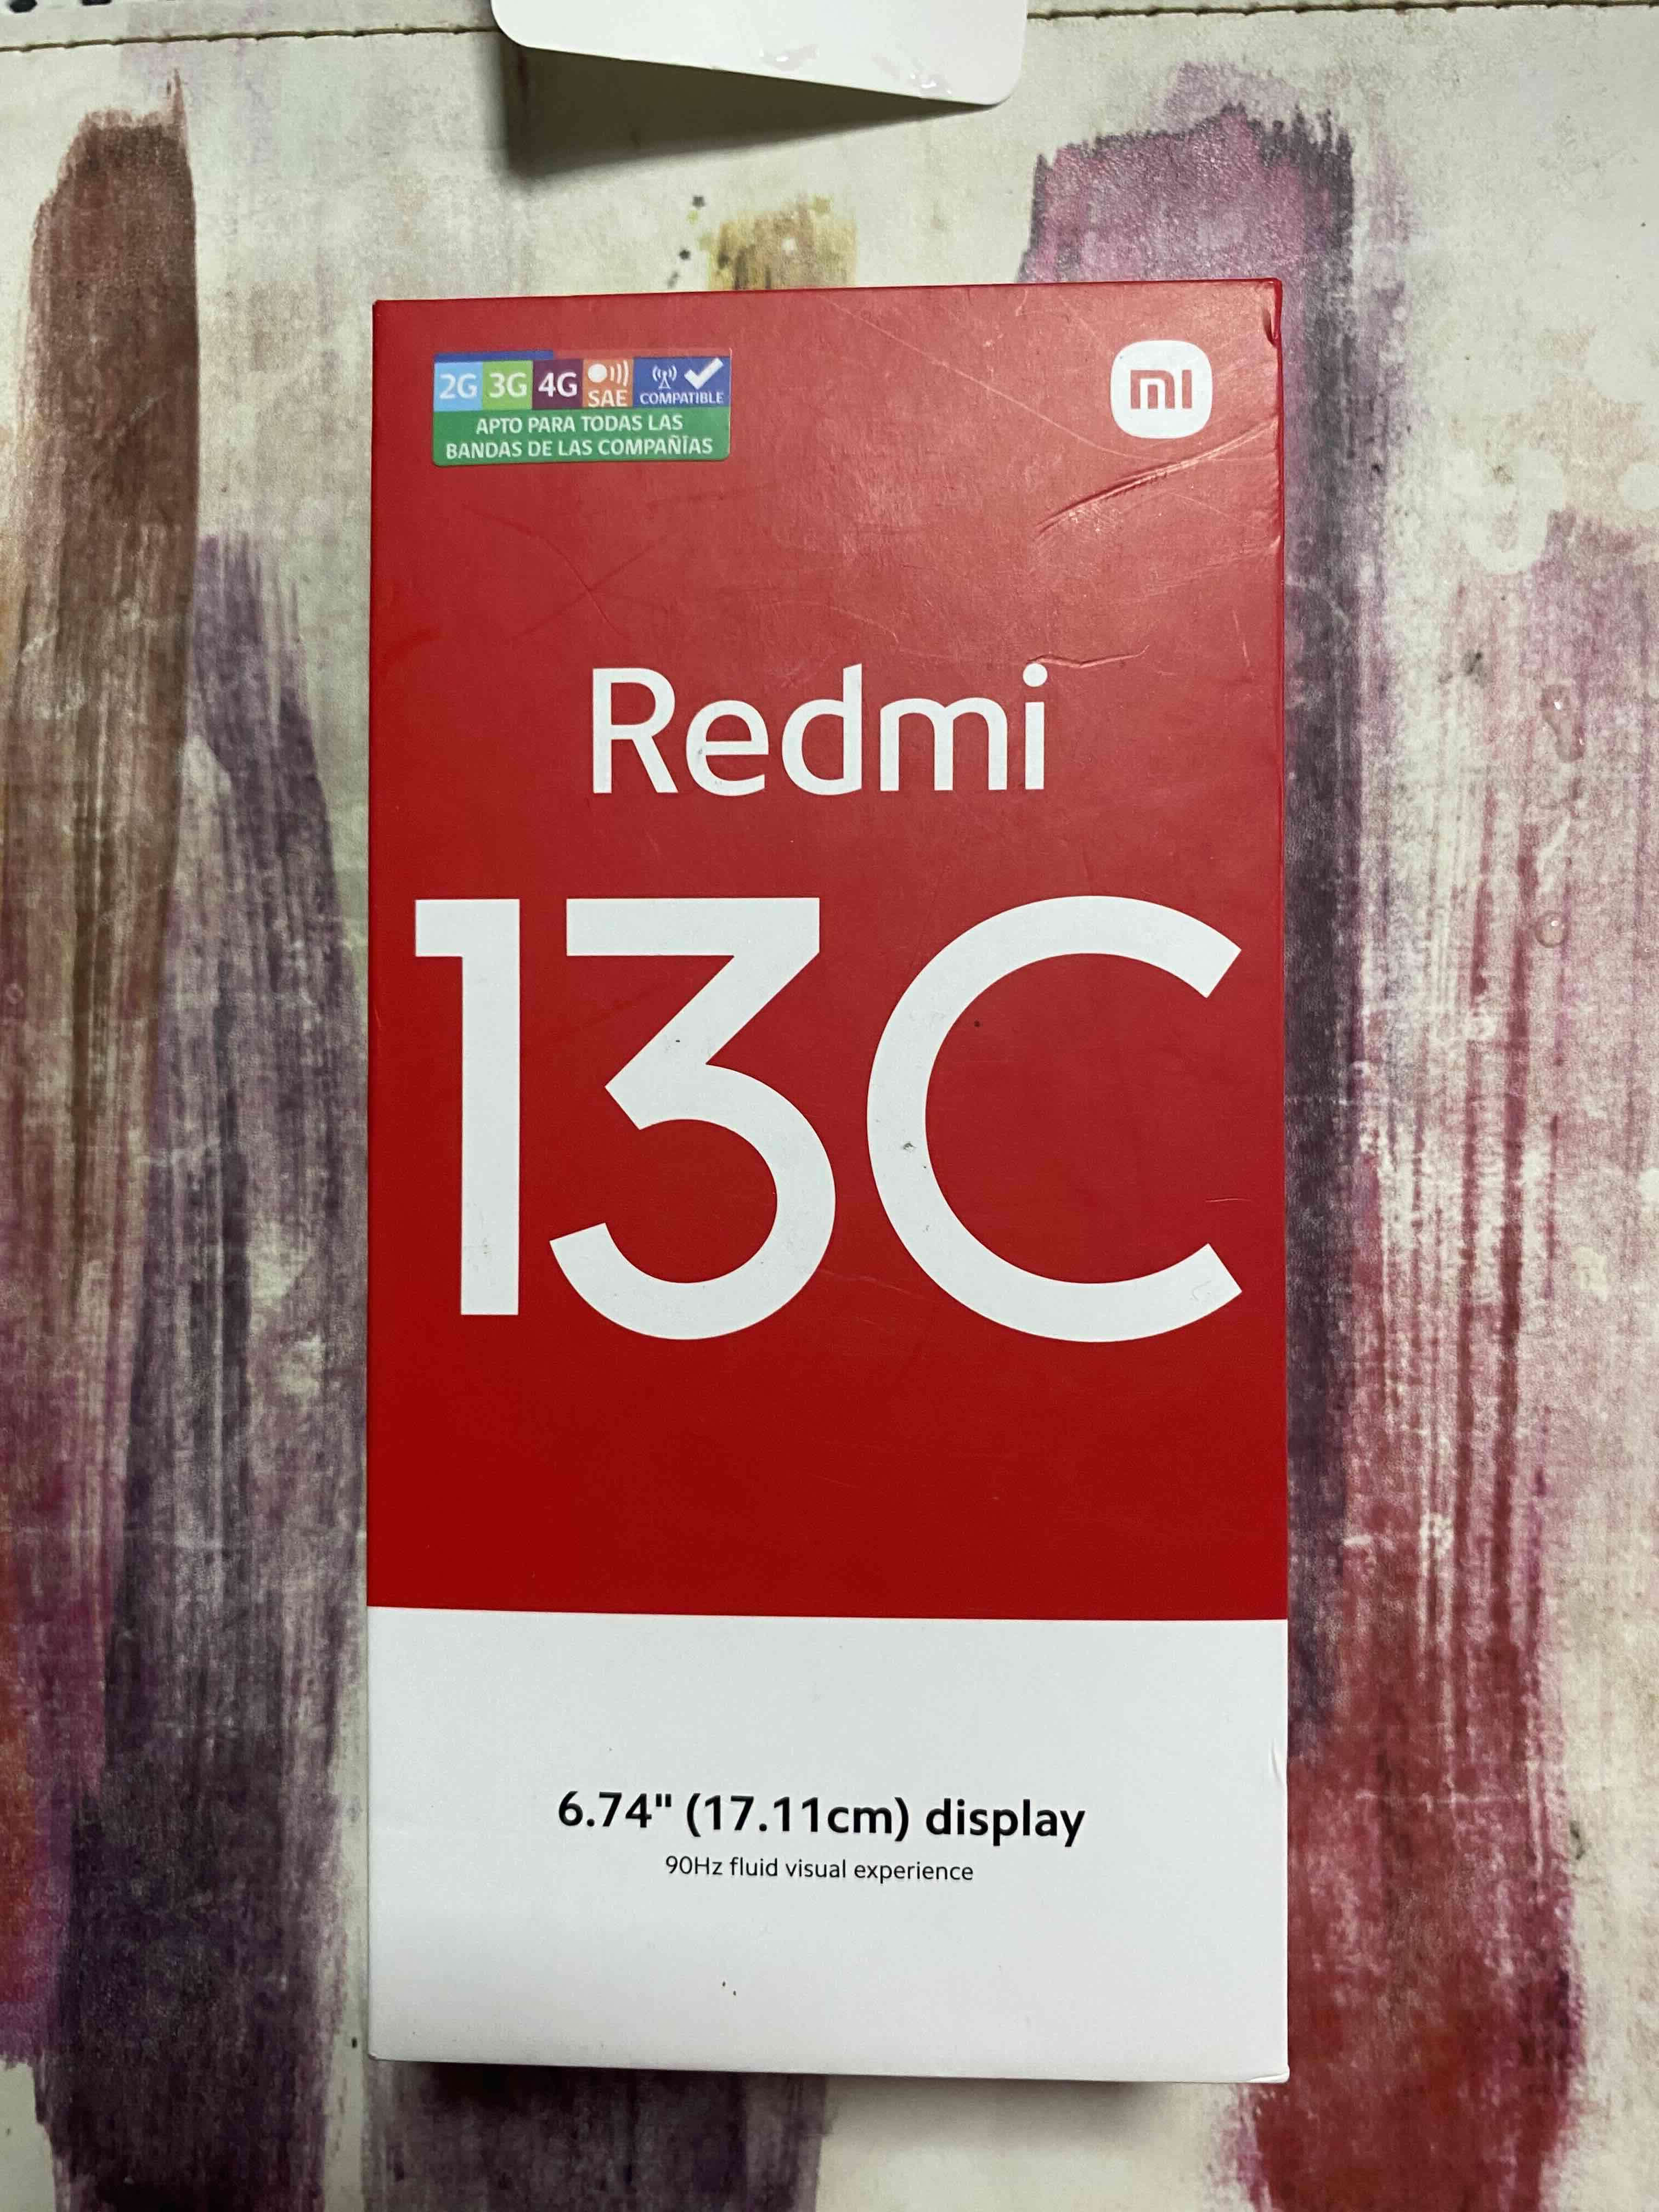 2G 3G 4G SAE COMPATIBLE
APTO PARA TODAS LAS
BANDAS DE LAS COMPAÑÍAS
mi
Redmi
13C
6.74" (17.11cm) display
90Hz fluid visual experience